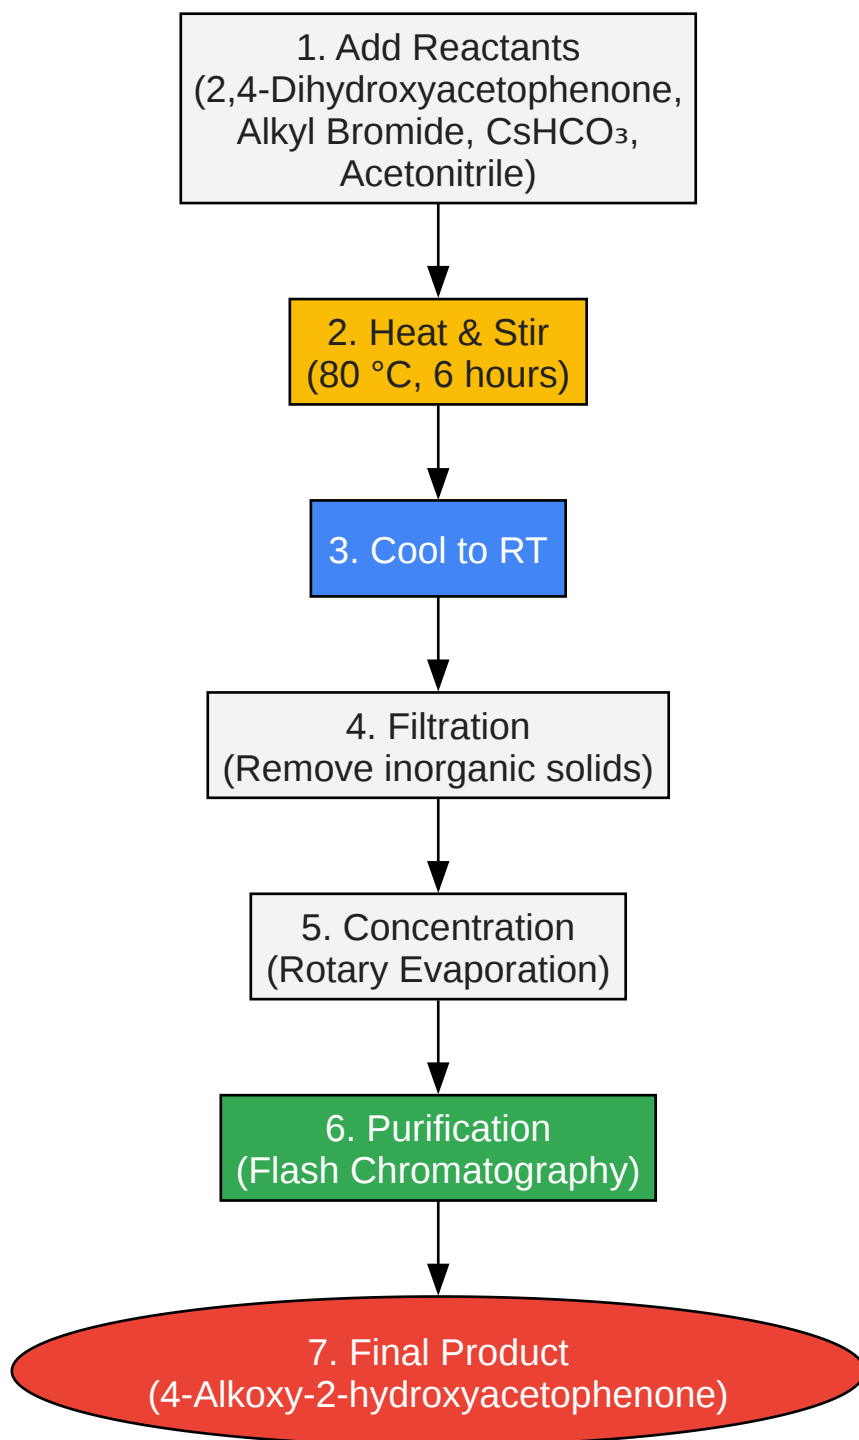 1. Add Reactants
(2,4-Dihydroxyacetophenone,
Alkyl Bromide, CsHCO₃,
Acetonitrile)
2. Heat & Stir
(80 °C, 6 hours)
3. Cool to RT
4. Filtration
(Remove inorganic solids)
5. Concentration
(Rotary Evaporation)
6. Purification
(Flash Chromatography)
7. Final Product
(4-Alkoxy-2-hydroxyacetophenone)